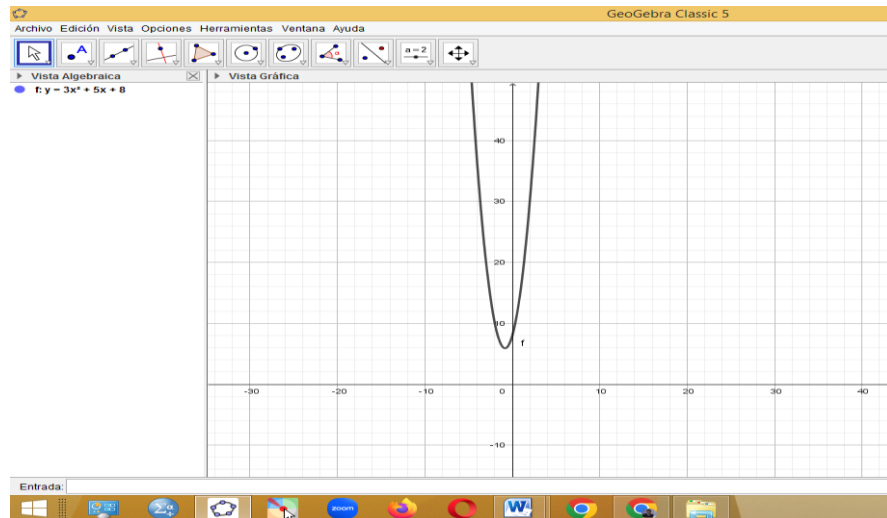 GeoGebra Classic 5
Archivo Edición Vista Opciones Herramientas Ventana Ayuda
A
α
a=2
Vista Algebraica
Vista Gráfica
f: y = 3x² + 5x + 8
40
30
20
10
f
-30 -20 -10 0 10 20 30 40
-10
Entrada:
Σα zoom W